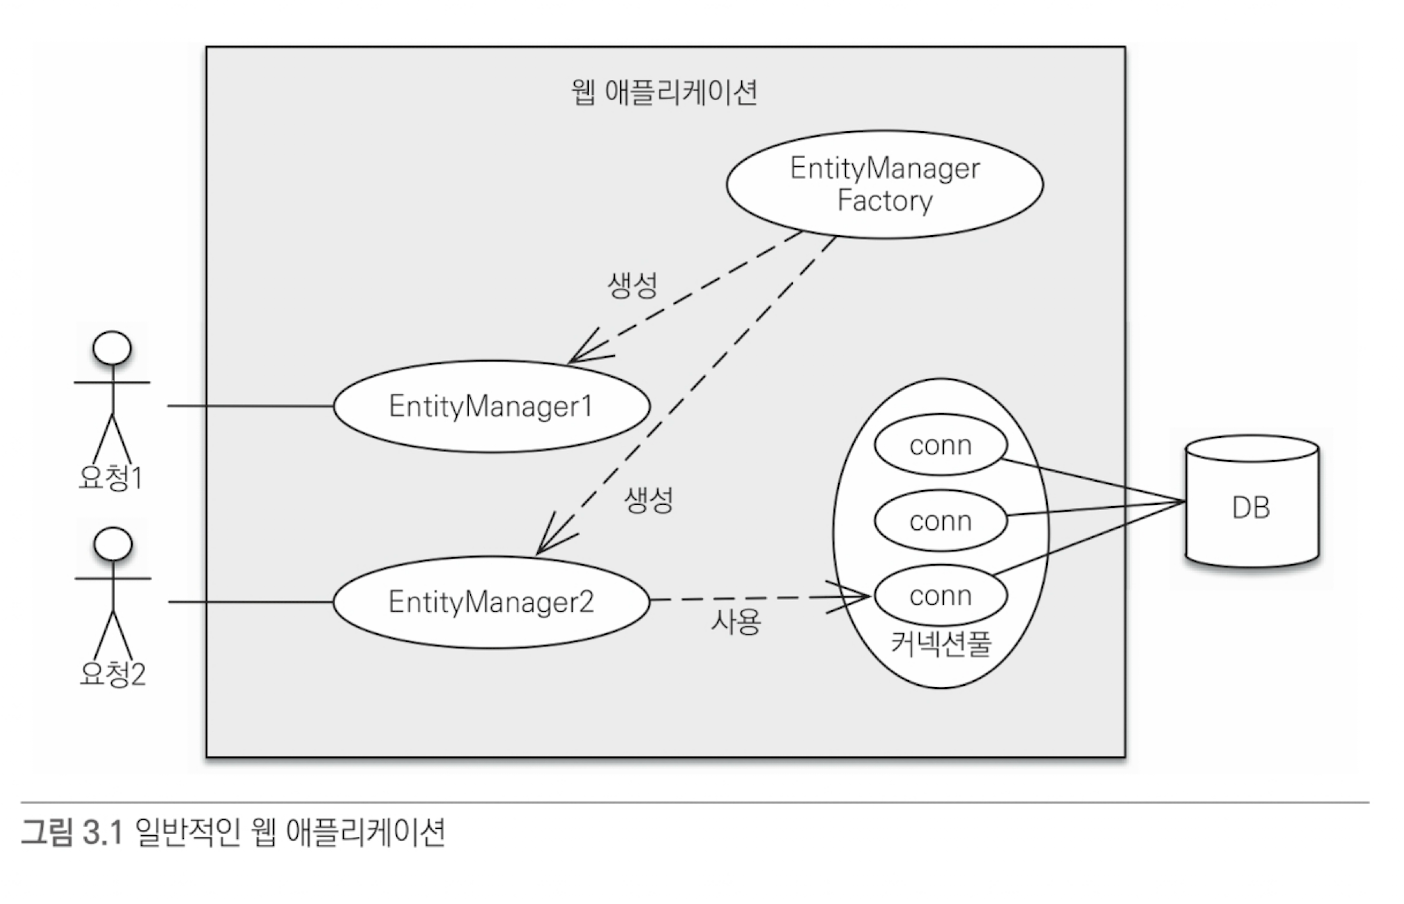 웹 애플리케이션
EntityManager
Factory
생성
EntityManager1
요청1
conn
conn
DB
생성
EntityManager2
conn
사용
커넥션풀
요청2
그림 3.1 일반적인 웹 애플리케이션